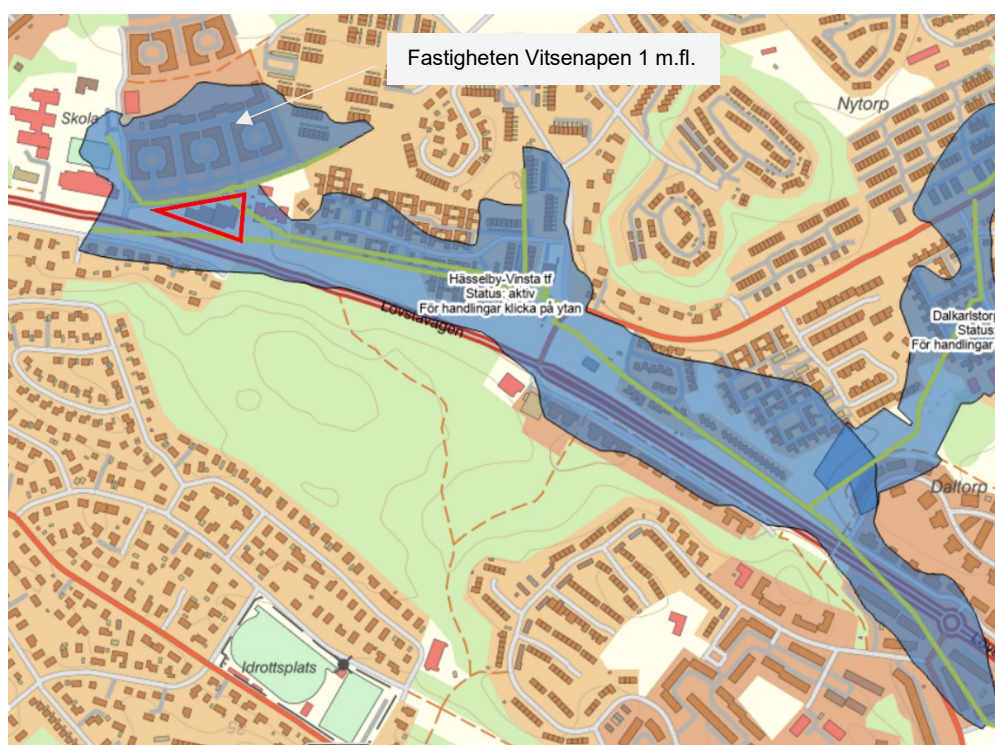 Fastigheten Vitsenapen 1 m.fl.
Skola
Nytorp
Hässelby-Vinsta tf
Status: aktiv
För handlingar klicka på ytan
Lövstavägen
Dalkarlstorp
Status:
För handlingar
Daltorp
Idrottsplats